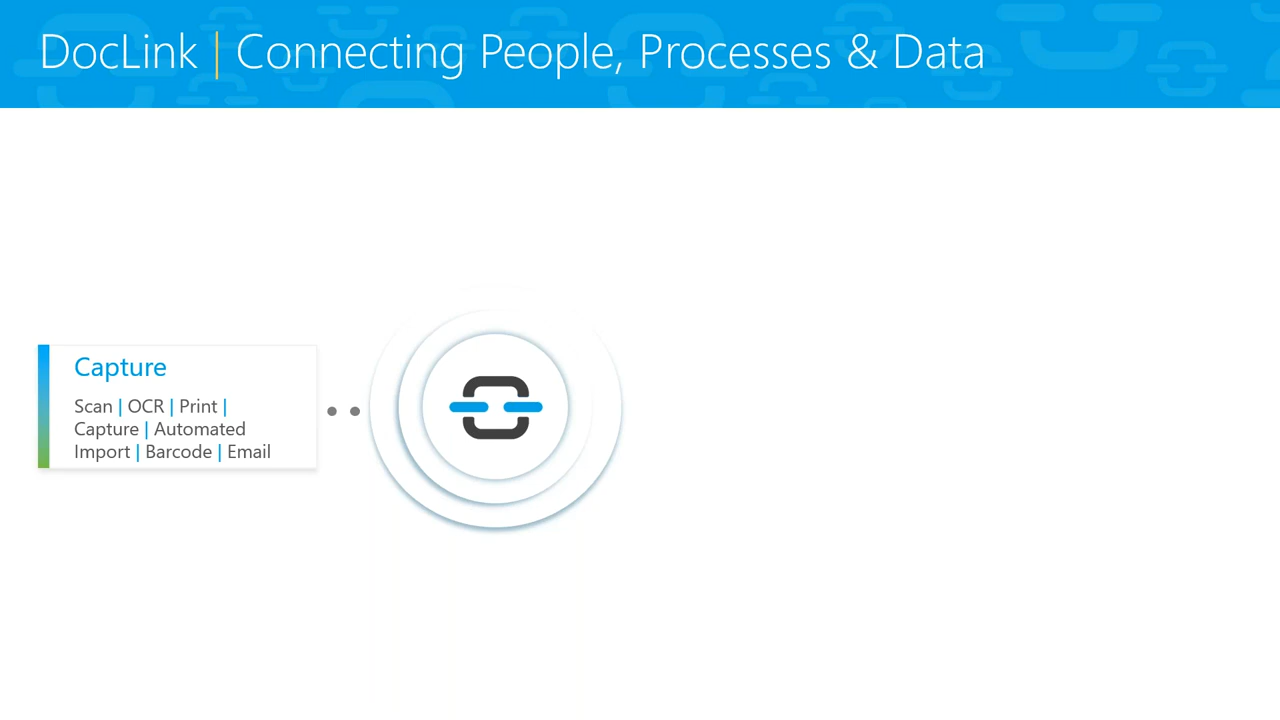 DocLink | Connecting People, Processes & Data
Capture
Scan | OCR | Print |
Capture | Automated
Import | Barcode | Email